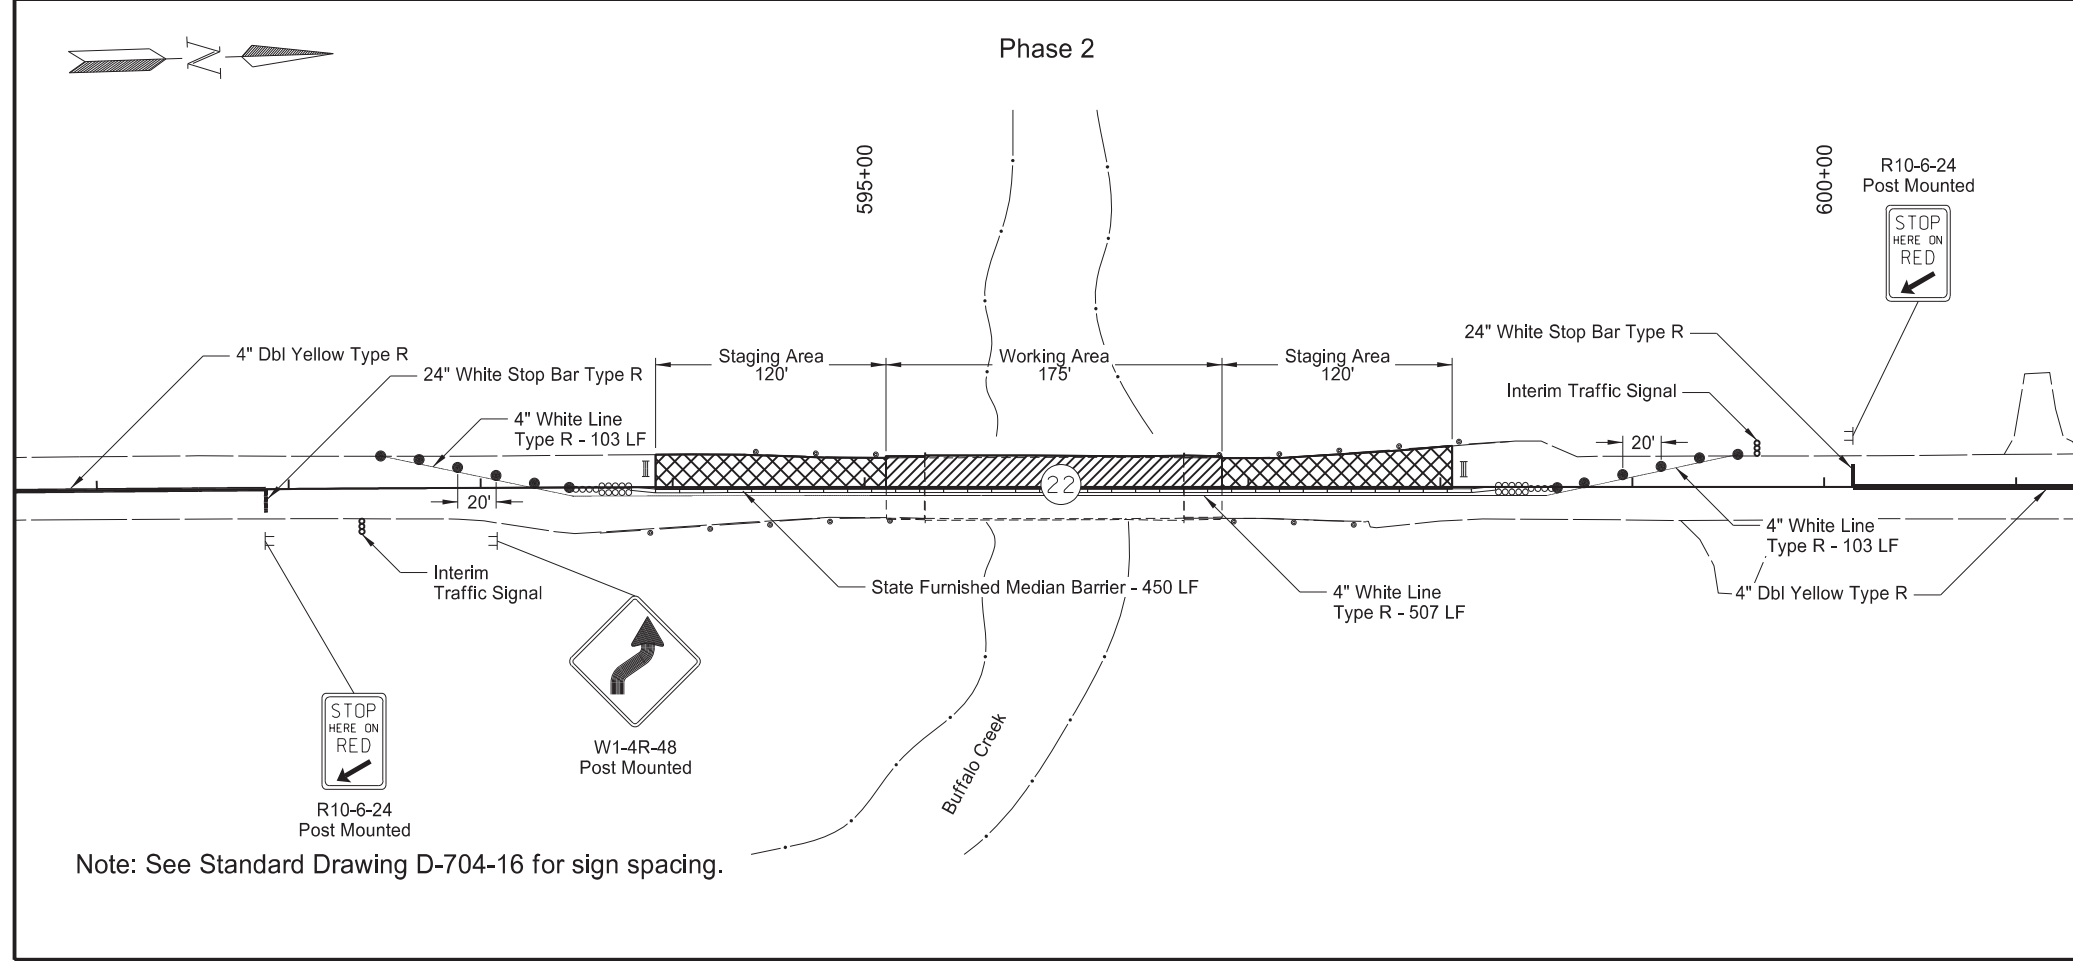 N
Phase 2
595+00
600+00
R10-6-24
Post Mounted
STOP
HERE ON
RED
4" Dbl Yellow Type R
24" White Stop Bar Type R
4" White Line
Type R - 103 LF
Staging Area
120'
Working Area
175'
Staging Area
120'
24" White Stop Bar Type R
Interim Traffic Signal
20'
20'
22
Interim
Traffic Signal
State Furnished Median Barrier - 450 LF
4" White Line
Type R - 507 LF
4" White Line
Type R - 103 LF
4" Dbl Yellow Type R
STOP
HERE ON
RED
R10-6-24
Post Mounted
W1-4R-48
Post Mounted
Buffalo Creek
Note: See Standard Drawing D-704-16 for sign spacing.